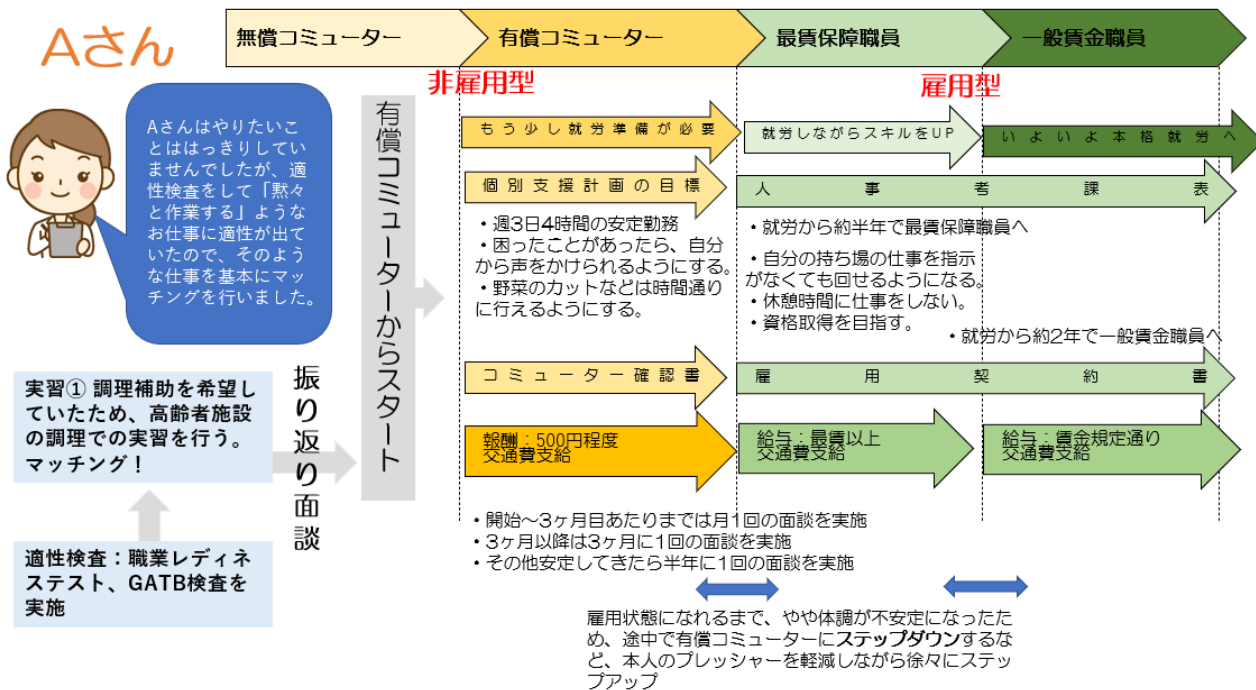 Aさん
無償コミューター
有償コミューター
最賃保障職員
一般賃金職員
非雇用型
雇用型
Aさんはやりたいこ
とははっきりしてい
ませんでしたが、適
性検査をして「黙々
と作業する」ような
お仕事に適性が出て
いたので、そのよう
な仕事を基本にマッ
チングを行いました。
実習① 調理補助を希望し
ていたため、高齢者施設
の調理での実習を行う。
マッチング！
適性検査：職業レディネ
ステスト、GATB検査を
実施
振り返り面談
有償コミューターからスタート
もう少し就労準備が必要
就労しながらスキルをUP
いよいよ本格就労へ
個別支援計画の目標
人事考課表
・週3日4時間の安定勤務
・困ったことがあったら、自分
から声をかけられるようにする。
・野菜のカットなどは時間通り
に行えるようにする。
・就労から約半年で最賃保障職員へ
・自分の持ち場の仕事を指示
がなくても回せるようになる。
・休憩時間に仕事をしない。
・資格取得を目指す。
・就労から約2年で一般賃金職員へ
コミューター確認書
雇用契約書
報酬：500円程度
交通費支給
給与：最賃以上
交通費支給
給与：賃金規定通り
交通費支給
・開始～3ヶ月目あたりまでは月1回の面談を実施
・3ヶ月以降は3ヶ月に1回の面談を実施
・その他安定してきたら半年に1回の面談を実施
雇用状態になれるまで、やや体調が不安定になったた
め、途中で有償コミューターにステップダウンするな
ど、本人のプレッシャーを軽減しながら徐々にステッ
プアップ